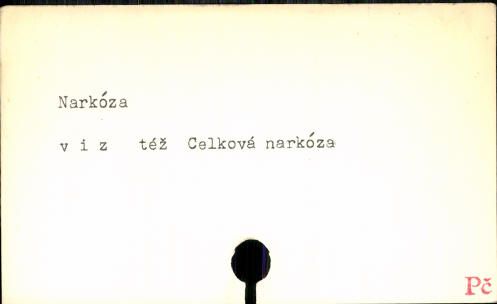 Narkóza
v i z též Celková narkóza
Pč